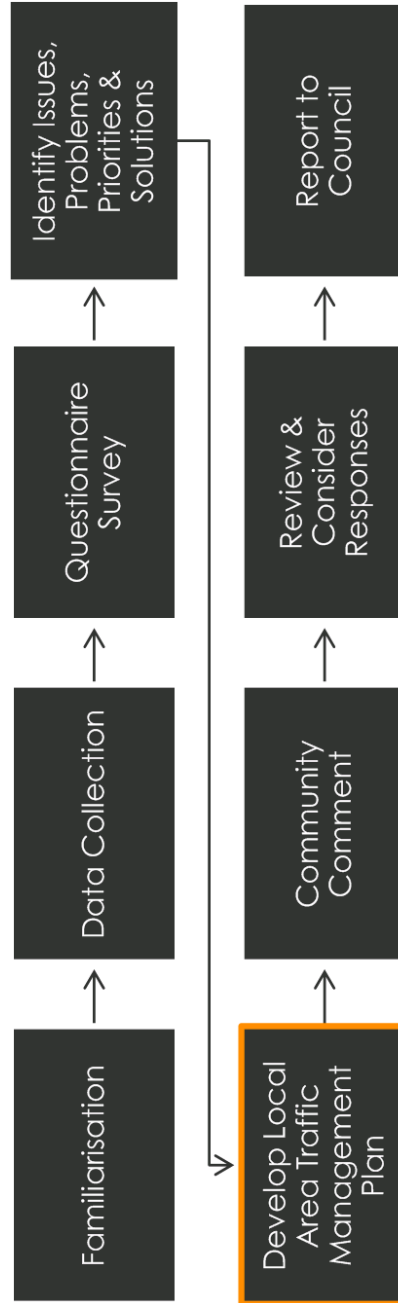 Familiarisation
Data Collection
Questionnaire
Survey
Identify Issues,
Problems,
Priorities &
Solutions
Develop Local
Area Traffic
Management
Plan
Community
Comment
Review &
Consider
Responses
Report to
Council